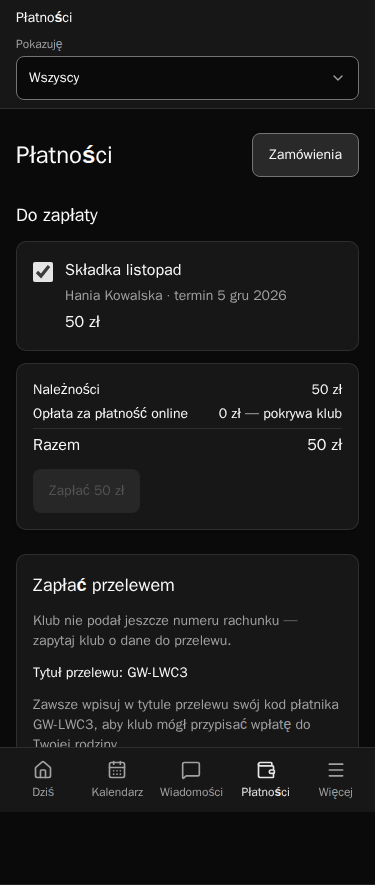 Płatności
Pokazuję
Wszyscy
Płatności
Zamówienia
Do zapłaty
Składka listopad
Hania Kowalska · termin 5 gru 2026
50 zł
Należności 50 zł
Opłata za płatność online 0 zł — pokrywa klub
Razem 50 zł
Zapłać 50 zł
Zapłać przelewem
Klub nie podał jeszcze numeru rachunku —
zapytaj klub o dane do przelewu.
Tytuł przelewu: GW-LWC3
Zawsze wpisuj w tytule przelewu swój kod płatnika
GW-LWC3, aby klub mógł przypisać wpłatę do
Twojej rodziny
Dziś Kalendarz Wiadomości Płatności Więcej